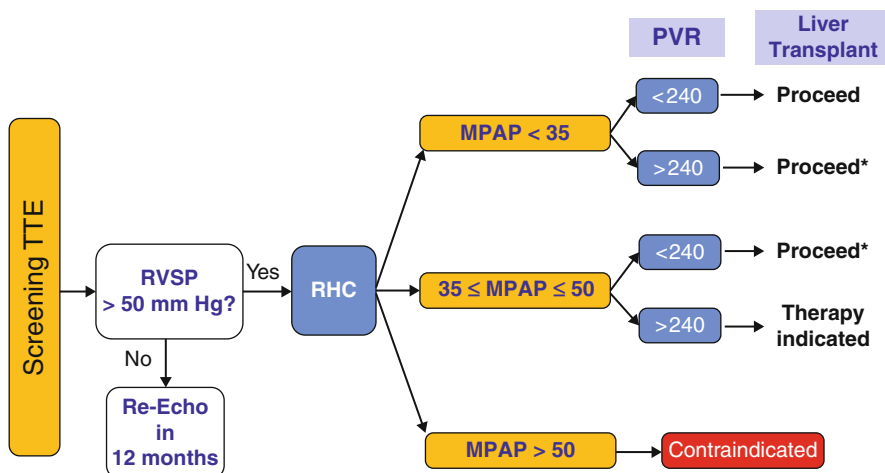 PVR
Liver
Transplant
Screening TTE
RVSP
> 50 mm Hg?
Yes
No
Re-Echo
in
12 months
RHC
MPAP < 35
<240
Proceed
>240
Proceed*
35 ≤ MPAP ≤ 50
<240
Proceed*
>240
Therapy
indicated
MPAP > 50
Contraindicated